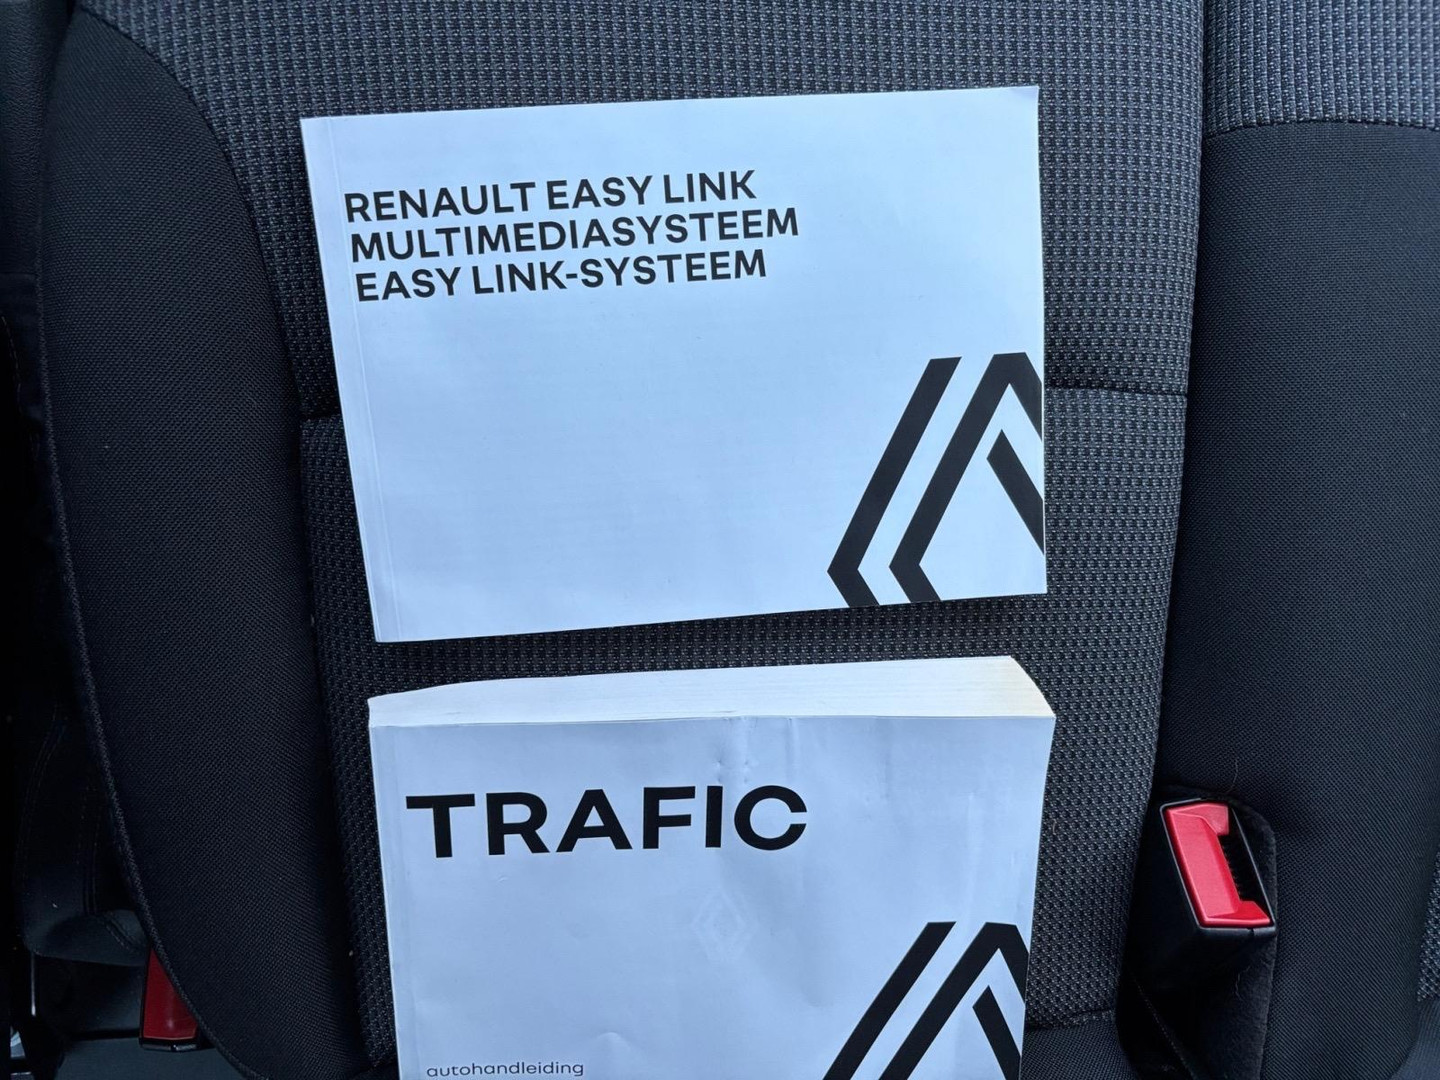 RENAULT EASY LINK
MULTIMEDIASYSTEEM
EASY LINK-SYSTEEM
TRAFIC
autohandleiding